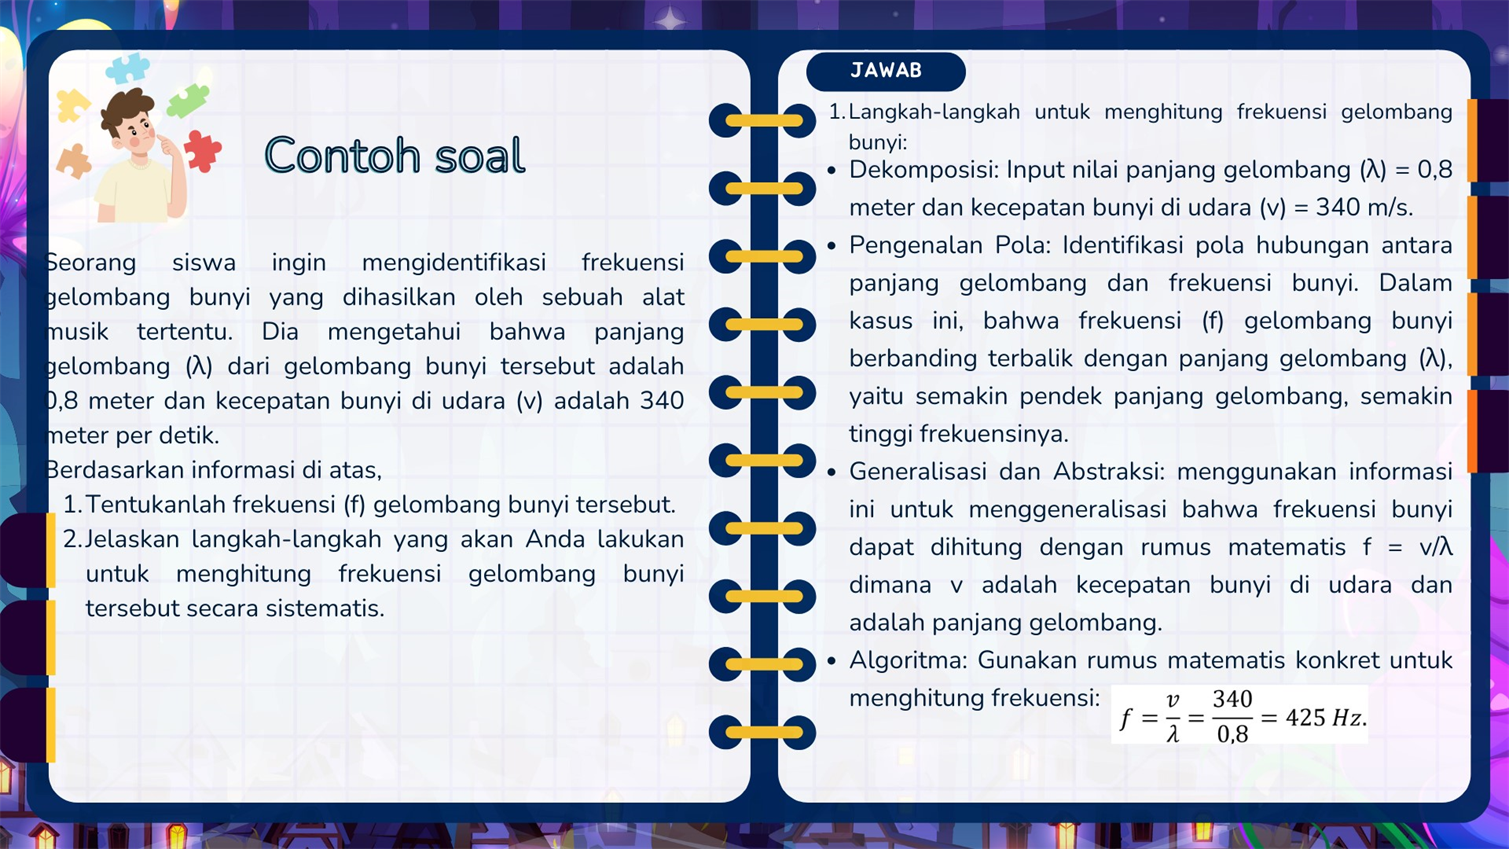 Contoh soal
Seorang siswa ingin mengidentifikasi frekuensi
gelombang bunyi yang dihasilkan oleh sebuah alat
musik tertentu. Dia mengetahui bahwa panjang
gelombang (λ) dari gelombang bunyi tersebut adalah
0,8 meter dan kecepatan bunyi di udara (v) adalah 340
meter per detik.
Berdasarkan informasi di atas,
1. Tentukanlah frekuensi (f) gelombang bunyi tersebut.
2. Jelaskan langkah-langkah yang akan Anda lakukan
untuk menghitung frekuensi gelombang bunyi
tersebut secara sistematis.
JAWAB
1. Langkah-langkah untuk menghitung frekuensi gelombang
bunyi:
• Dekomposisi: Input nilai panjang gelombang (λ) = 0,8
meter dan kecepatan bunyi di udara (v) = 340 m/s.
• Pengenalan Pola: Identifikasi pola hubungan antara
panjang gelombang dan frekuensi bunyi. Dalam
kasus ini, bahwa frekuensi (f) gelombang bunyi
berbanding terbalik dengan panjang gelombang (λ),
yaitu semakin pendek panjang gelombang, semakin
tinggi frekuensinya.
• Generalisasi dan Abstraksi: menggunakan informasi
ini untuk menggeneralisasi bahwa frekuensi bunyi
dapat dihitung dengan rumus matematis f = v/λ
dimana v adalah kecepatan bunyi di udara dan
adalah panjang gelombang.
• Algoritma: Gunakan rumus matematis konkret untuk
menghitung frekuensi: f = v/λ = 340/0,8 = 425 Hz.